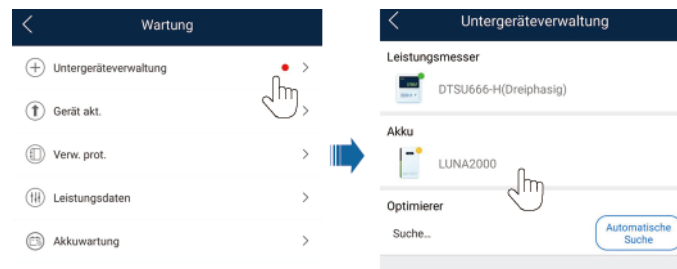 Wartung
Untergeräteverwaltung
Gerät akt.
Verw. prot.
Leistungsdaten
Akkuwartung
Untergeräteverwaltung
Leistungsmesser
DTSU666-H(Dreiphasig)
Akku
LUNA2000
Optimierer
Suche...
Automatische
Suche